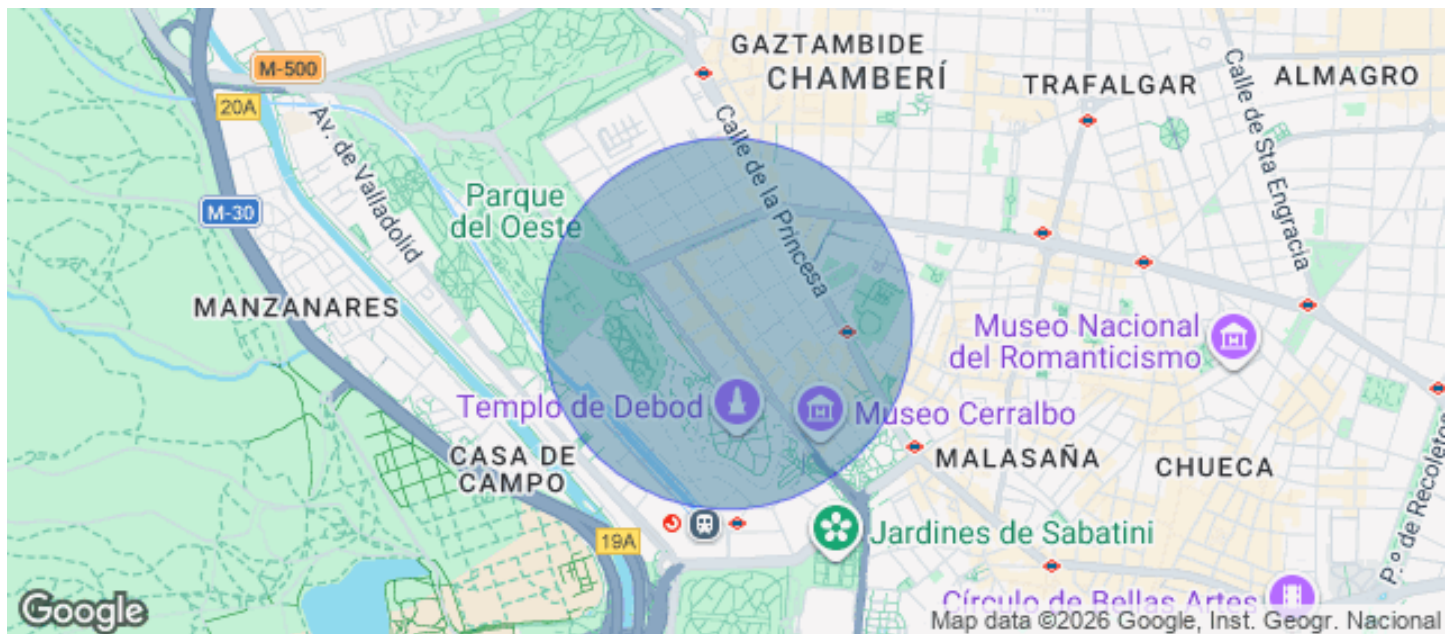 GAZTAMBIDE
CHAMBERÍ
TRAFALGAR
ALMAGRO
M-500
20A
Av. de Valladolid
Calle de la Princesa
Calle de Sta Engracia
Parque
del Oeste
M-30
MANZANARES
Museo Nacional
del Romanticismo
Templo de Debod
Museo Cerralbo
CASA DE
CAMPO
MALASAÑA
CHUECA
P.º de Recoletos
19A
Jardines de Sabatini
Círculo de Bellas Artes
Google
Map data ©2026 Google, Inst. Geogr. Nacional